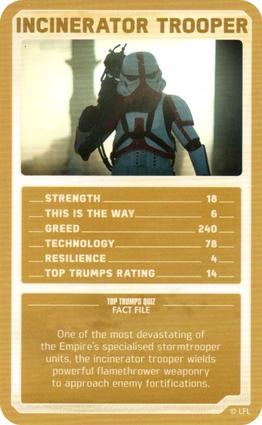 INCINERATOR TROOPER
STRENGTH 18
THIS IS THE WAY 6
GREED 240
TECHNOLOGY 78
RESILIENCE 4
TOP TRUMPS RATING 14
TOP TRUMPS QUIZ
FACT FILE
One of the most devastating of
the Empire's specialised stormtrooper
units, the incinerator trooper wields
powerful flamethrower weaponry
to approach enemy fortifications.
© LFL